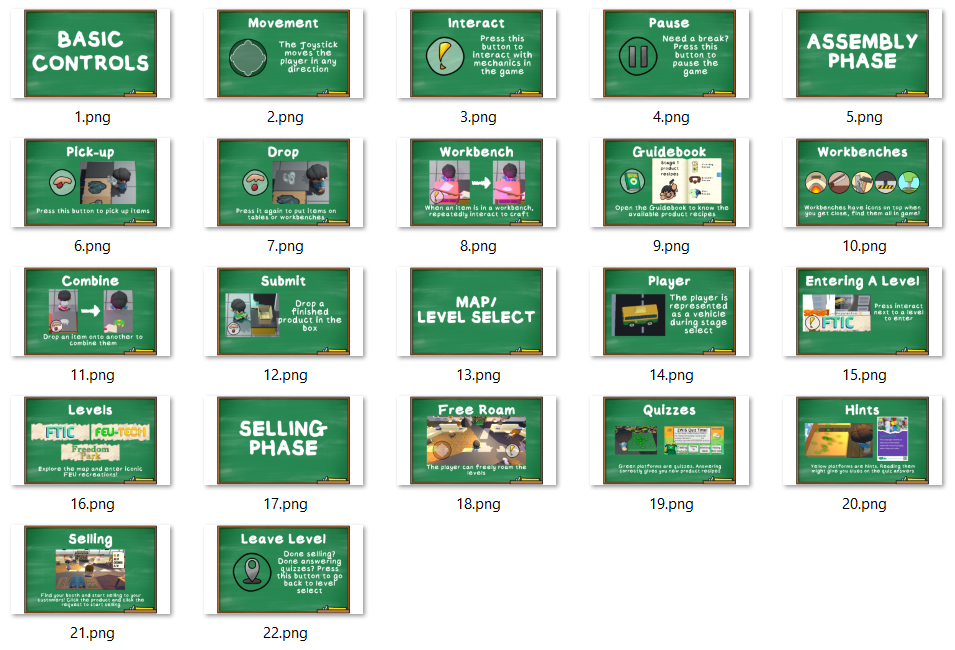 BASIC
CONTROLS
1.png
Movement
The Joystick
moves the
player in any
direction
2.png
Interact
Press this
button to
interact with
mechanics in
the game
3.png
Pause
Need a break?
Press this
button to
pause the
game
4.png
ASSEMBLY
PHASE
5.png
Pick-up
Press this button to pick up items
6.png
Drop
Press it again to put items on
tables or workbenches
7.png
Workbench
When an item is in a workbench,
repeatedly interact to craft
8.png
Guidebook
Stage 1
product
recipes
Open the Guidebook to know the
available product recipes
9.png
Workbenches
Workbenches have icons on top when
you get close, find them all in game!
10.png
Combine
Drop an item onto another to
combine them
11.png
Submit
Drop a
finished
product in the
box
12.png
MAP/
LEVEL SELECT
13.png
Player
The player is
represented
as a vehicle
during stage
select
14.png
Entering A Level
FTIC
Press interact
next to a level
to enter
15.png
Levels
FTIC
FEU-TECH
Freedom
Park
Explore the map and enter iconic
FEU recreations!
16.png
SELLING
PHASE
17.png
Free Roam
The player can freely roam the
levels
18.png
Quizzes
Green platforms are quizzes. Answering
correctly gives you new product recipes
19.png
Hints
Yellow platforms are hints. Reading them
might give you clues on the quiz answers
20.png
Selling
Find your booth and start selling to your
customers! Click the product and click the
request to start selling
21.png
Leave Level
Done selling?
Done answering
quizzes? Press
this button to go
back to level
select
22.png